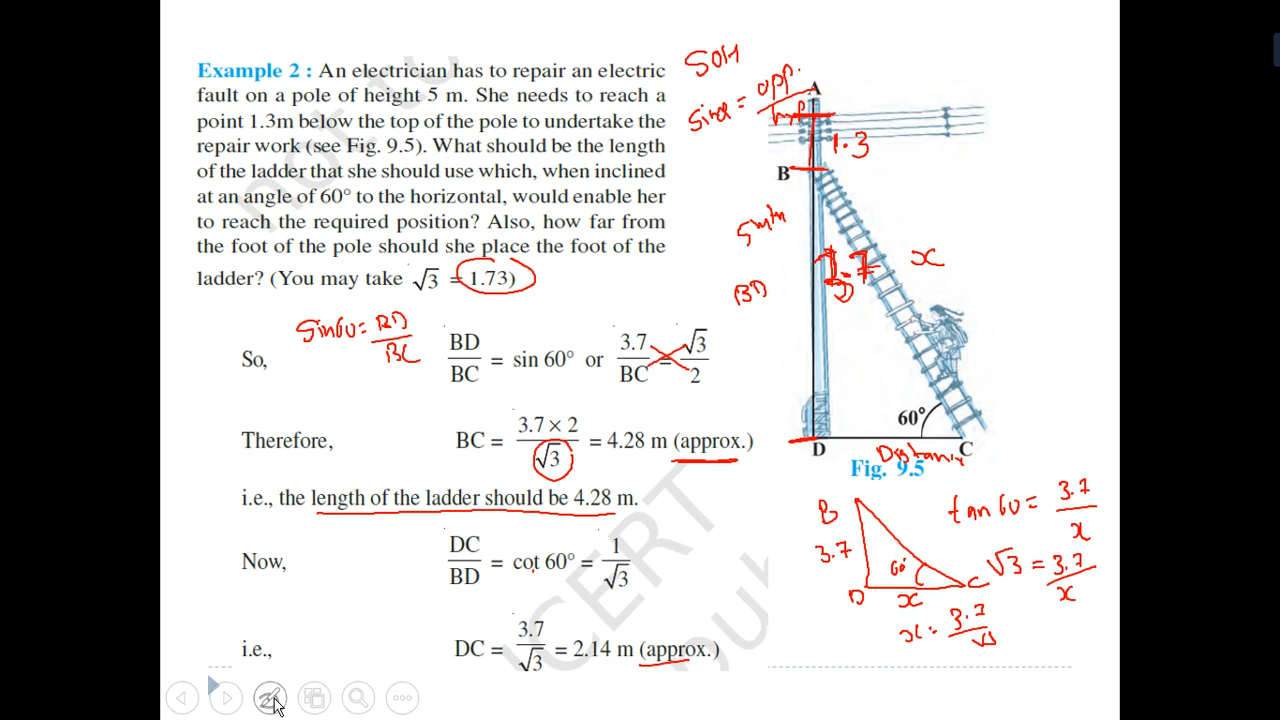 Example 2 : An electrician has to repair an electric
fault on a pole of height 5 m. She needs to reach a
point 1.3m below the top of the pole to undertake the
repair work (see Fig. 9.5). What should be the length
of the ladder that she should use which, when inclined
at an angle of 60° to the horizontal, would enable her
to reach the required position? Also, how far from
the foot of the pole should she place the foot of the
ladder? (You may take √3 = 1.73)
SOH
opp.
hyp
A
1.3
B
BD
x
60°
D
C
Fig. 9.5
Sin60 = BD/BC
So, BD/BC = sin 60° or 3.7/BC = √3/2
Therefore, BC = 3.7 × 2/√3 = 4.28 m (approx.)
i.e., the length of the ladder should be 4.28 m.
Now, DC/BD = cot 60° = 1/√3
i.e., DC = 3.7/√3 = 2.14 m (approx.)
B
3.7
60°
D
x
C
tan 60 = 3.7/x
√3 = 3.7/x
x = 3.7/√3
NCERT